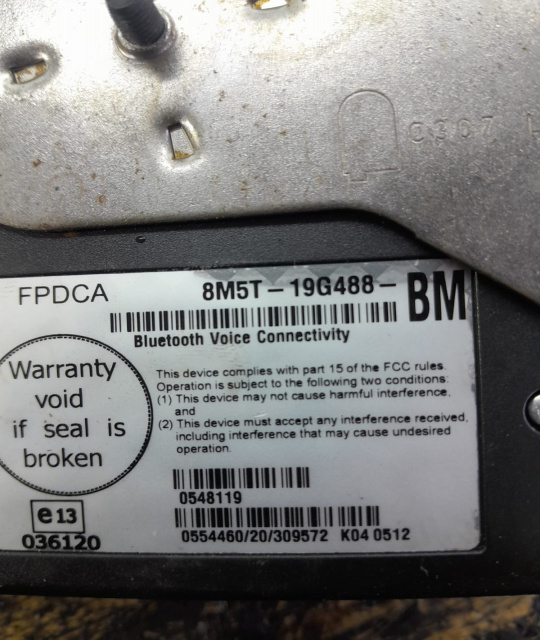 0307
FPDCA
8M5T-19G488-BM
Bluetooth Voice Connectivity
Warranty
void
if seal is
broken
This device complies with part 15 of the FCC rules.
Operation is subject to the following two conditions:
(1) This device may not cause harmful interference,
and
(2) This device must accept any interference received,
including interference that may cause undesired
operation.
0548119
0554460/20/309572 K04 0512
e13
036120